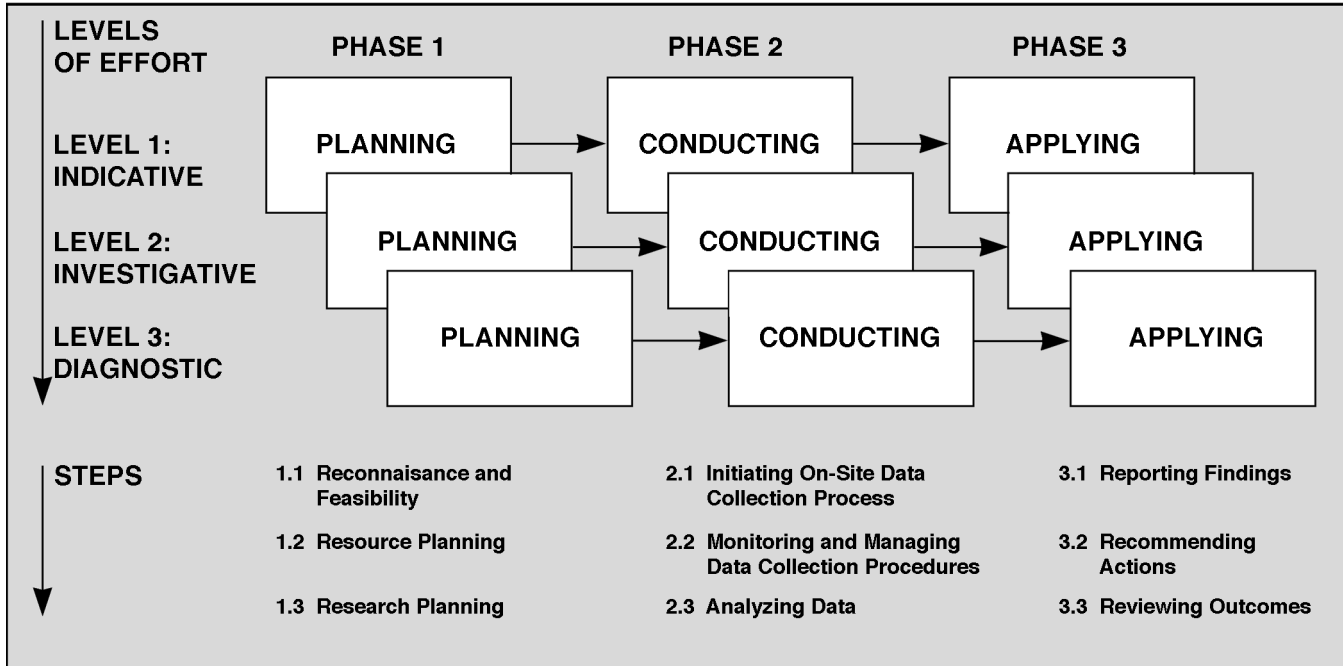 LEVELS
OF EFFORT
PHASE 1
PHASE 2
PHASE 3
LEVEL 1:
INDICATIVE
PLANNING
CONDUCTING
APPLYING
LEVEL 2:
INVESTIGATIVE
PLANNING
CONDUCTING
APPLYING
LEVEL 3:
DIAGNOSTIC
PLANNING
CONDUCTING
APPLYING
STEPS
1.1 Reconnaisance and
Feasibility
1.2 Resource Planning
1.3 Research Planning
2.1 Initiating On-Site Data
Collection Process
2.2 Monitoring and Managing
Data Collection Procedures
2.3 Analyzing Data
3.1 Reporting Findings
3.2 Recommending
Actions
3.3 Reviewing Outcomes